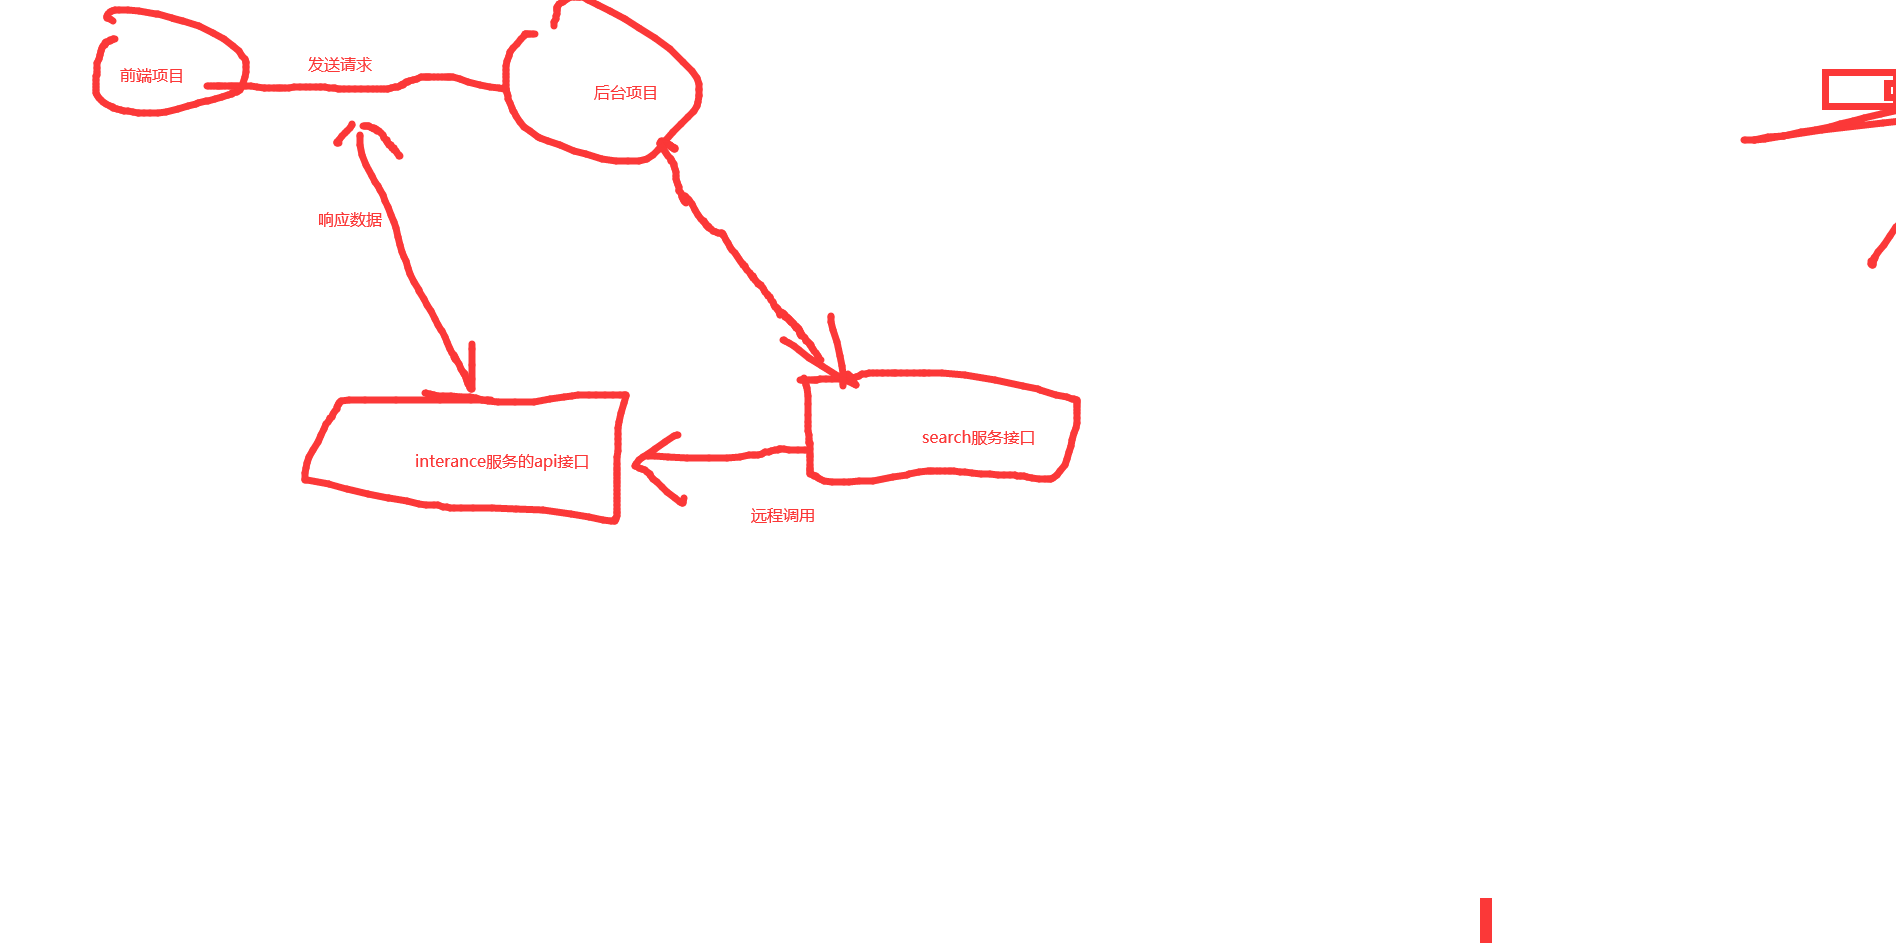 前端项目
发送请求
后台项目
响应数据
search服务接口
interance服务的api接口
远程调用